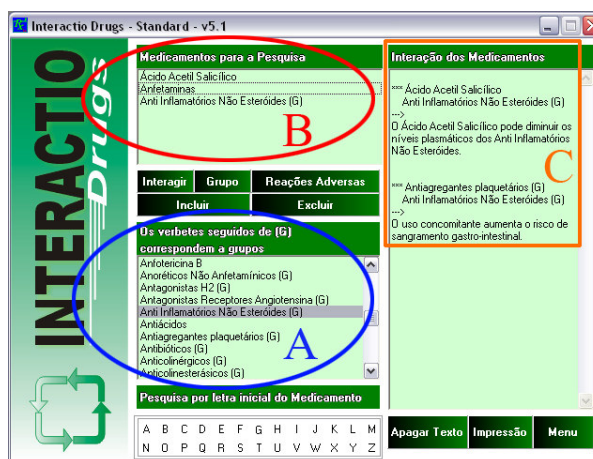 Interactio Drugs - Standard - v5.1
INTERACTIO
Drugs
Medicamentos para a Pesquisa
Ácido Acetil Salicílico
Anfetaminas
Anti Inflamatórios Não Esteróides (G)
B
Interagir Grupo Reações Adversas
Incluir Excluir
Os verbetes seguidos de (G)
correspondem a grupos
Anfotericina B
Anoréticos Não Anfetamínicos (G)
Antagonistas H2 (G)
Antagonistas Receptores Angiotensina (G)
Anti Inflamatórios Não Esteróides (G)
Antiácidos
Antiagregantes plaquetários (G)
Antibióticos (G)
Anticolinérgicos (G)
Anticolinesterásicos (G)
A
Pesquisa por letra inicial do Medicamento
A B C D E F G H I J K L M
N O P Q R S T U V W X Y Z
Interação dos Medicamentos
*** Ácido Acetil Salicílico
Anti Inflamatórios Não Esteróides (G)
--->
O Ácido Acetil Salicílico pode diminuir os
níveis plasmáticos dos Anti Inflamatórios
Não Esteróides.
C
*** Antiagregantes plaquetários (G)
Anti Inflamatórios Não Esteróides (G)
--->
O uso concomitante aumenta o risco de
sangramento gastro-intestinal.
Apagar Texto Impressão Menu